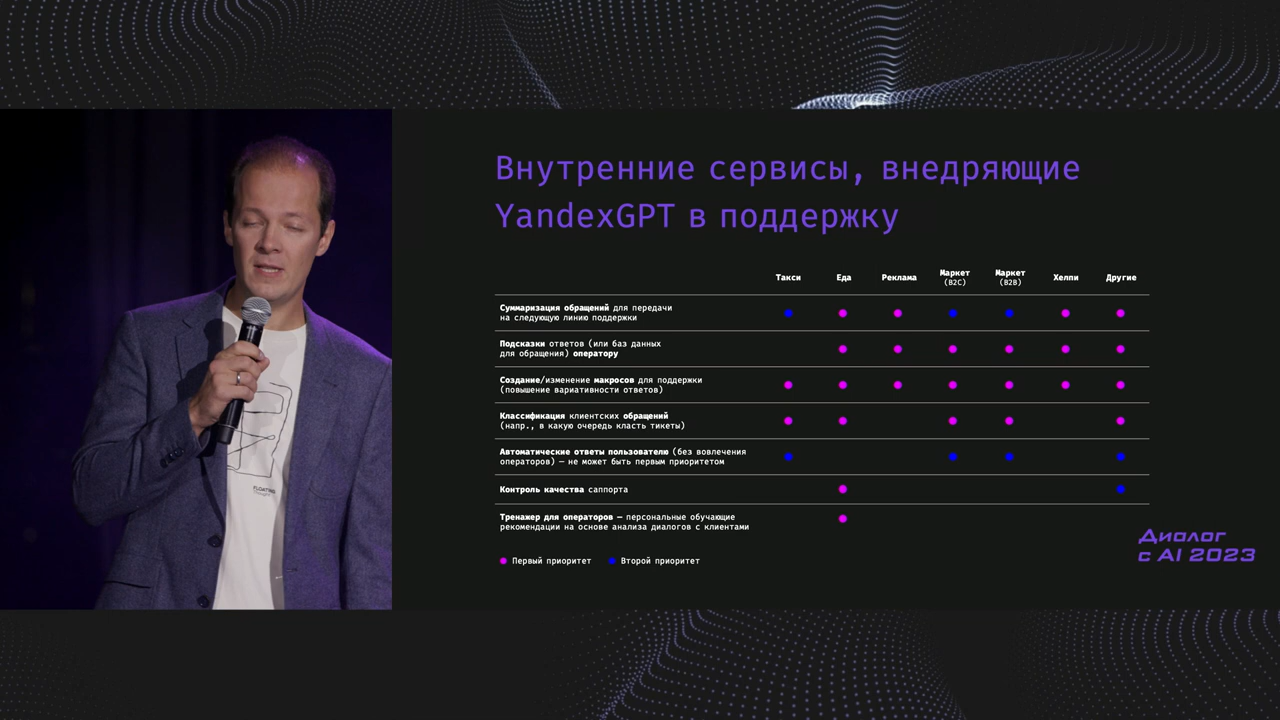 Внутренние сервисы, внедряющие
YandexGPT в поддержку
Такси Еда Реклама Маркет (B2C) Маркет (B2B) Хелпи Другие
Суммаризация обращений для передачи
на следующую линию поддержки
Подсказки ответов (или баз данных
для обращения) оператору
Создание/изменение макросов для поддержки
(повышение вариативности ответов)
Классификация клиентских обращений
(напр., в какую очередь класть тикеты)
Автоматические ответы пользователю (без вовлечения
операторов) — не может быть первым приоритетом
Контроль качества саппорта
Тренажер для операторов — персональные обучающие
рекомендации на основе анализа диалогов с клиентами
Первый приоритет Второй приоритет
Диалог
с AI 2023